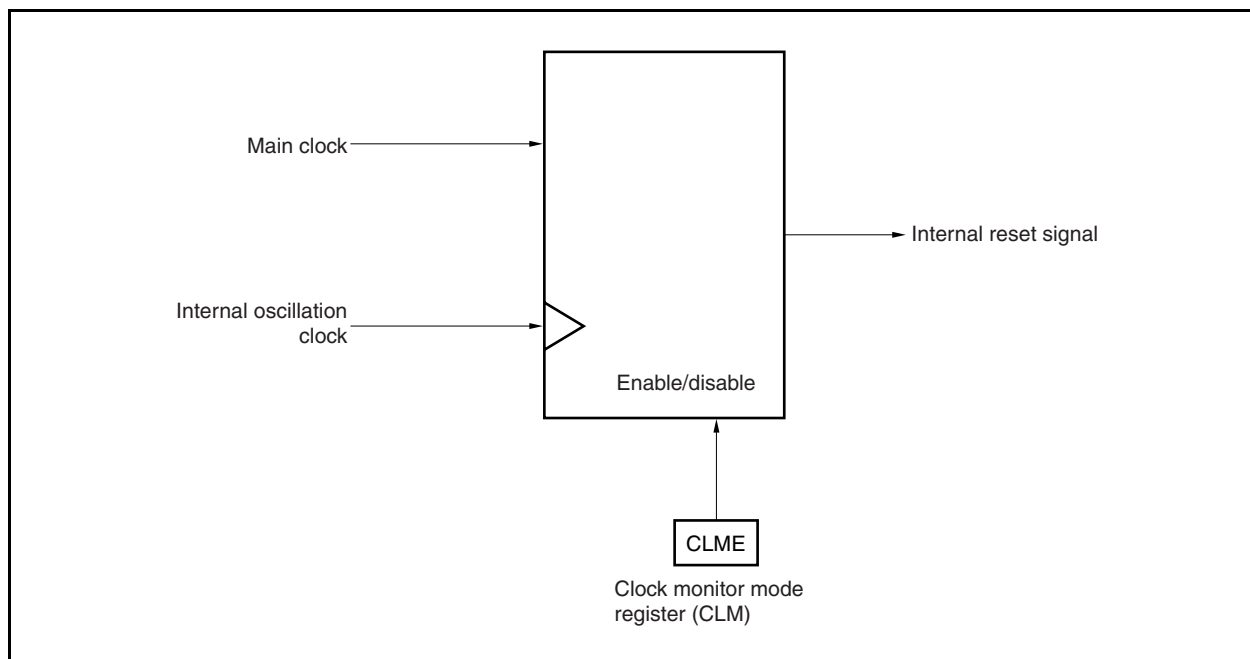 Main clock
Internal oscillation
clock
Internal reset signal
Enable/disable
CLME
Clock monitor mode
register (CLM)